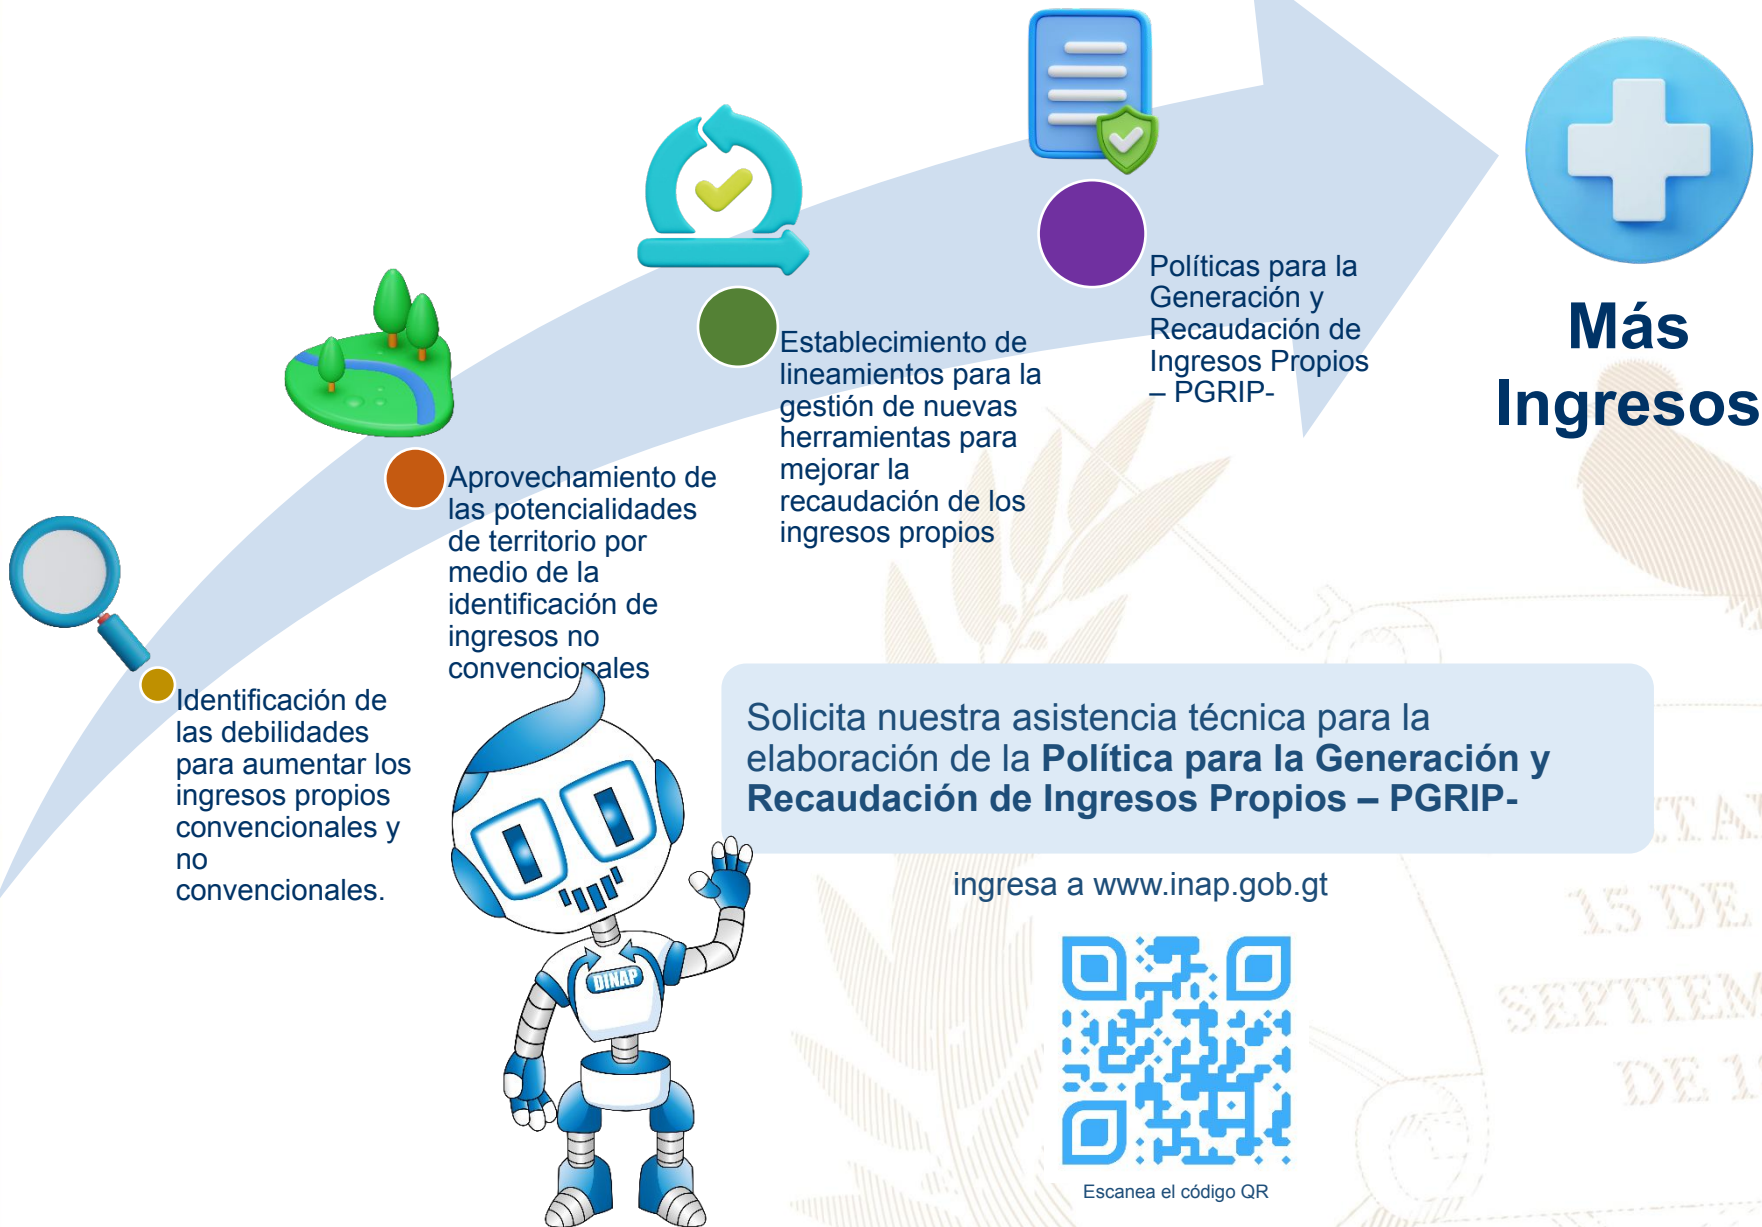 Políticas para la
Generación y
Recaudación de
Ingresos Propios
– PGRIP-
Más
Ingresos
Establecimiento de
lineamientos para la
gestión de nuevas
herramientas para
mejorar la
recaudación de los
ingresos propios
Aprovechamiento de
las potencialidades
de territorio por
medio de la
identificación de
ingresos no
convencionales
Identificación de
las debilidades
para aumentar los
ingresos propios
convencionales y
no
convencionales.
Solicita nuestra asistencia técnica para la
elaboración de la Política para la Generación y
Recaudación de Ingresos Propios – PGRIP-
ingresa a www.inap.gob.gt
DINAP
Escanea el código QR
15 DE
DE 1